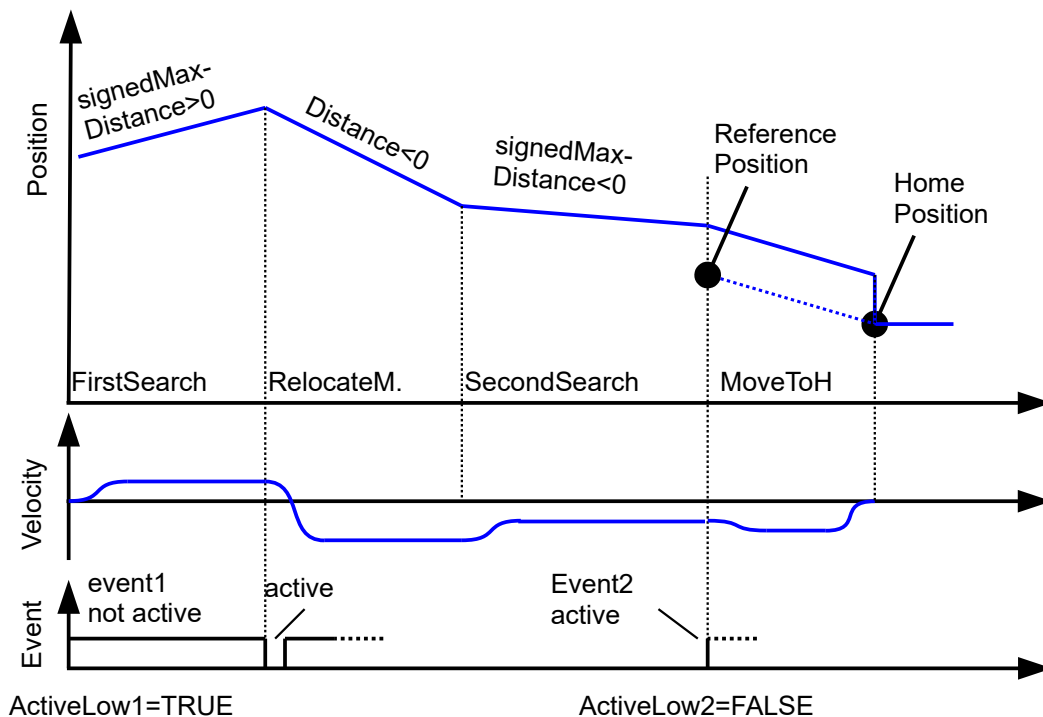 signedMax-
Distance>0
Distance<0
signedMax-
Distance<0
Reference
Position
Home
Position
Position
FirstSearch
RelocateM.
SecondSearch
MoveToH
Velocity
event1
not active
active
Event2
active
Event
ActiveLow1=TRUE
ActiveLow2=FALSE